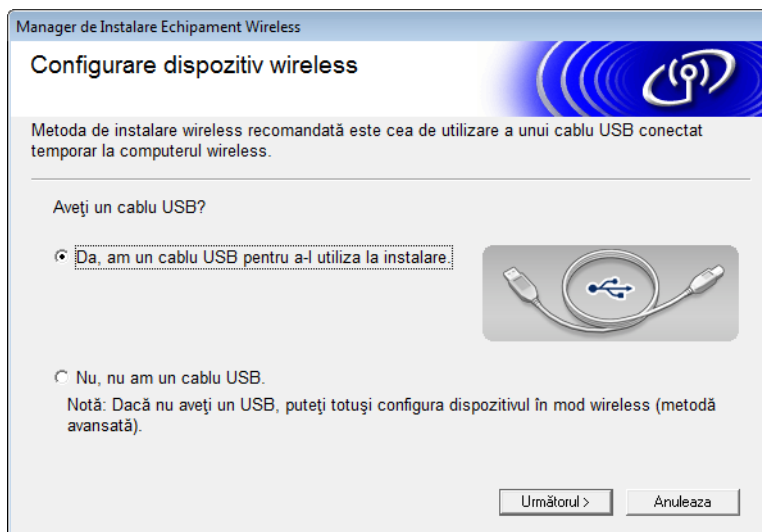 Manager de Instalare Echipament Wireless
Configurare dispozitiv wireless
Metoda de instalare wireless recomandată este cea de utilizare a unui cablu USB conectat
temporar la computerul wireless.
Aveţi un cablu USB?
Da, am un cablu USB pentru a-l utiliza la instalare.
Nu, nu am un cablu USB.
Notă: Dacă nu aveţi un USB, puteţi totuşi configura dispozitivul în mod wireless (metodă
avansată).
Următorul >
Anuleaza